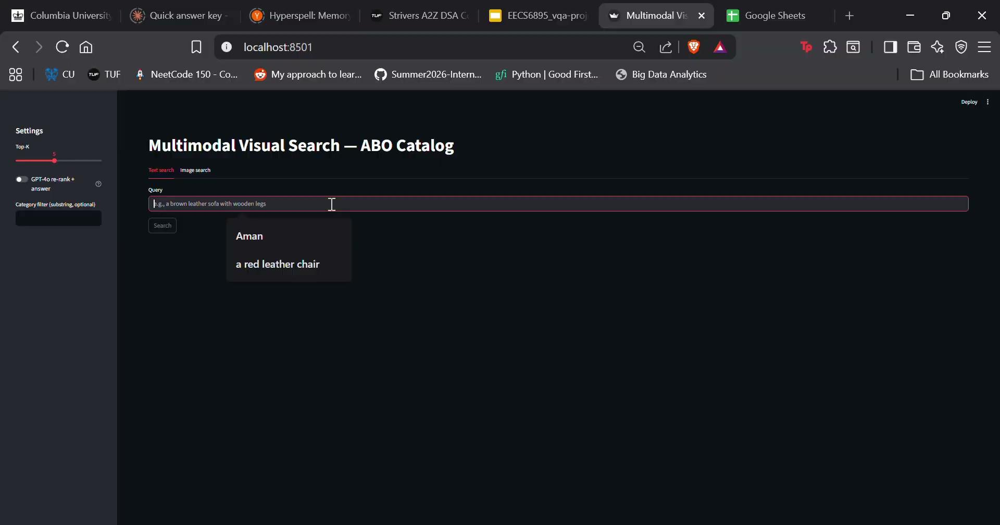 Columbia University
Quick answer key -
Hyperspell: Memor
Strivers A2Z DSA C
EECS6895_vqa-proj
Multimodal Vis
Google Sheets
localhost:8501
Tp
CU
TUF
NeetCode 150 - Co...
My approach to lear...
Summer2026-Intern...
gfi Python | Good First...
Big Data Analytics
All Bookmarks
Deploy
Settings
Top-K
5
GPT-4o re-rank +
answer
Category filter (substring, optional)
Multimodal Visual Search — ABO Catalog
Text search
Image search
Query
e.g., a brown leather sofa with wooden legs
Search
Aman
a red leather chair